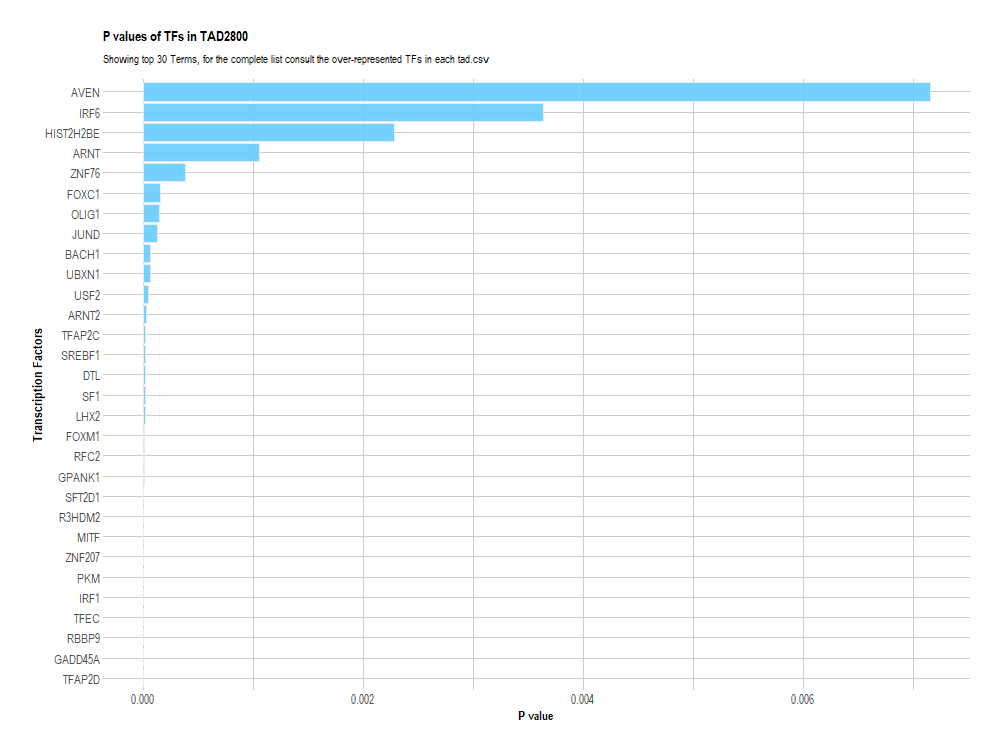 P values of TFs in TAD2800
Showing top 30 Terms, for the complete list consult the over-represented TFs in each tad.csv
Transcription Factors
AVEN
IRF6
HIST2H2BE
ARNT
ZNF76
FOXC1
OLIG1
JUND
BACH1
UBXN1
USF2
ARNT2
TFAP2C
SREBF1
DTL
SF1
LHX2
FOXM1
RFC2
GPANK1
SFT2D1
R3HDM2
MITF
ZNF207
PKM
IRF1
TFEC
RBBP9
GADD45A
TFAP2D
0.000 0.002 0.004 0.006
P value